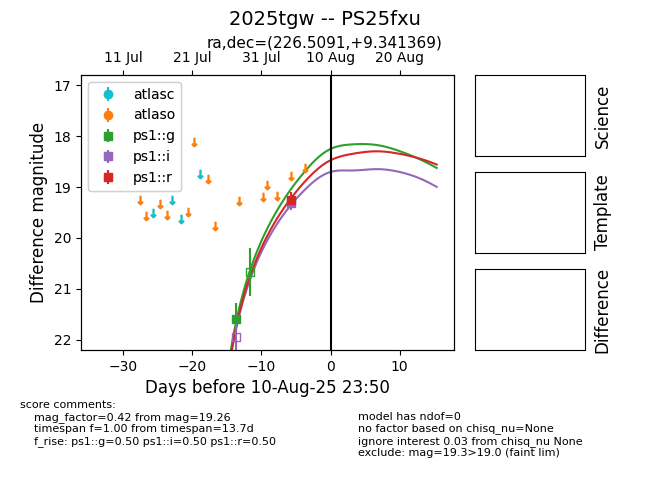 2025tgw -- PS25fxu
ra,dec=(226.5091,+9.341369)
11 Jul 21 Jul 31 Jul 10 Aug 20 Aug
17
18
19
20
21
22
Difference magnitude
atlasc
atlaso
ps1::g
ps1::i
ps1::r
−30 −20 −10 0 10
Days before 10-Aug-25 23:50
Science
Template
Difference
score comments:
mag_factor=0.42 from mag=19.26
timespan f=1.00 from timespan=13.7d
f_rise: ps1::g=0.50 ps1::i=0.50 ps1::r=0.50
model has ndof=0
no factor based on chisq_nu=None
ignore interest 0.03 from chisq_nu None
exclude: mag=19.3>19.0 (faint lim)